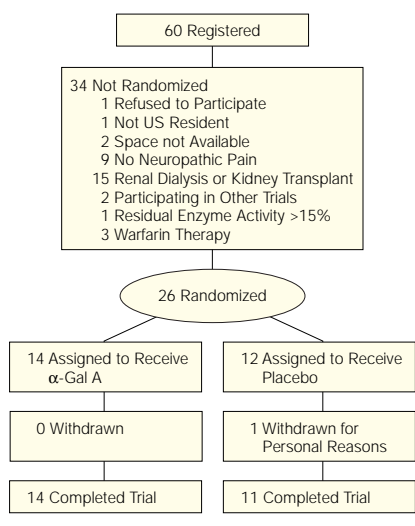 60 Registered
34 Not Randomized
1 Refused to Participate
1 Not US Resident
2 Space not Available
9 No Neuropathic Pain
15 Renal Dialysis or Kidney Transplant
2 Participating in Other Trials
1 Residual Enzyme Activity >15%
3 Warfarin Therapy
26 Randomized
14 Assigned to Receive
α-Gal A
12 Assigned to Receive
Placebo
0 Withdrawn
1 Withdrawn for
Personal Reasons
14 Completed Trial
11 Completed Trial